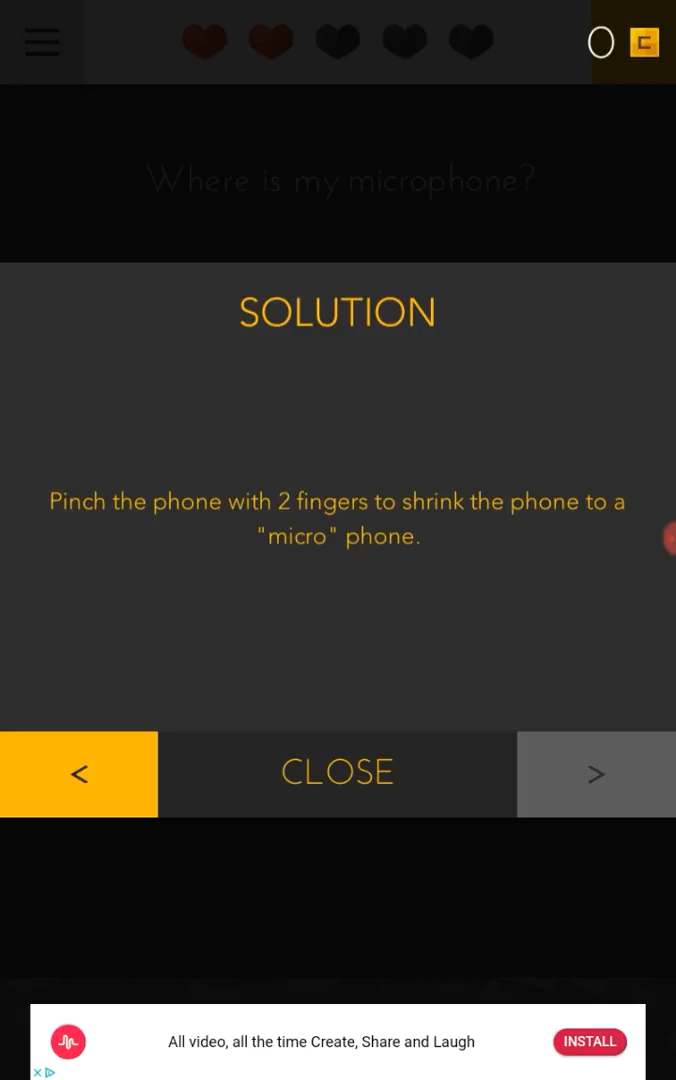 0
Where is my microphone?
SOLUTION
Pinch the phone with 2 fingers to shrink the phone to a
"micro" phone.
< CLOSE >
All video, all the time Create, Share and Laugh
INSTALL